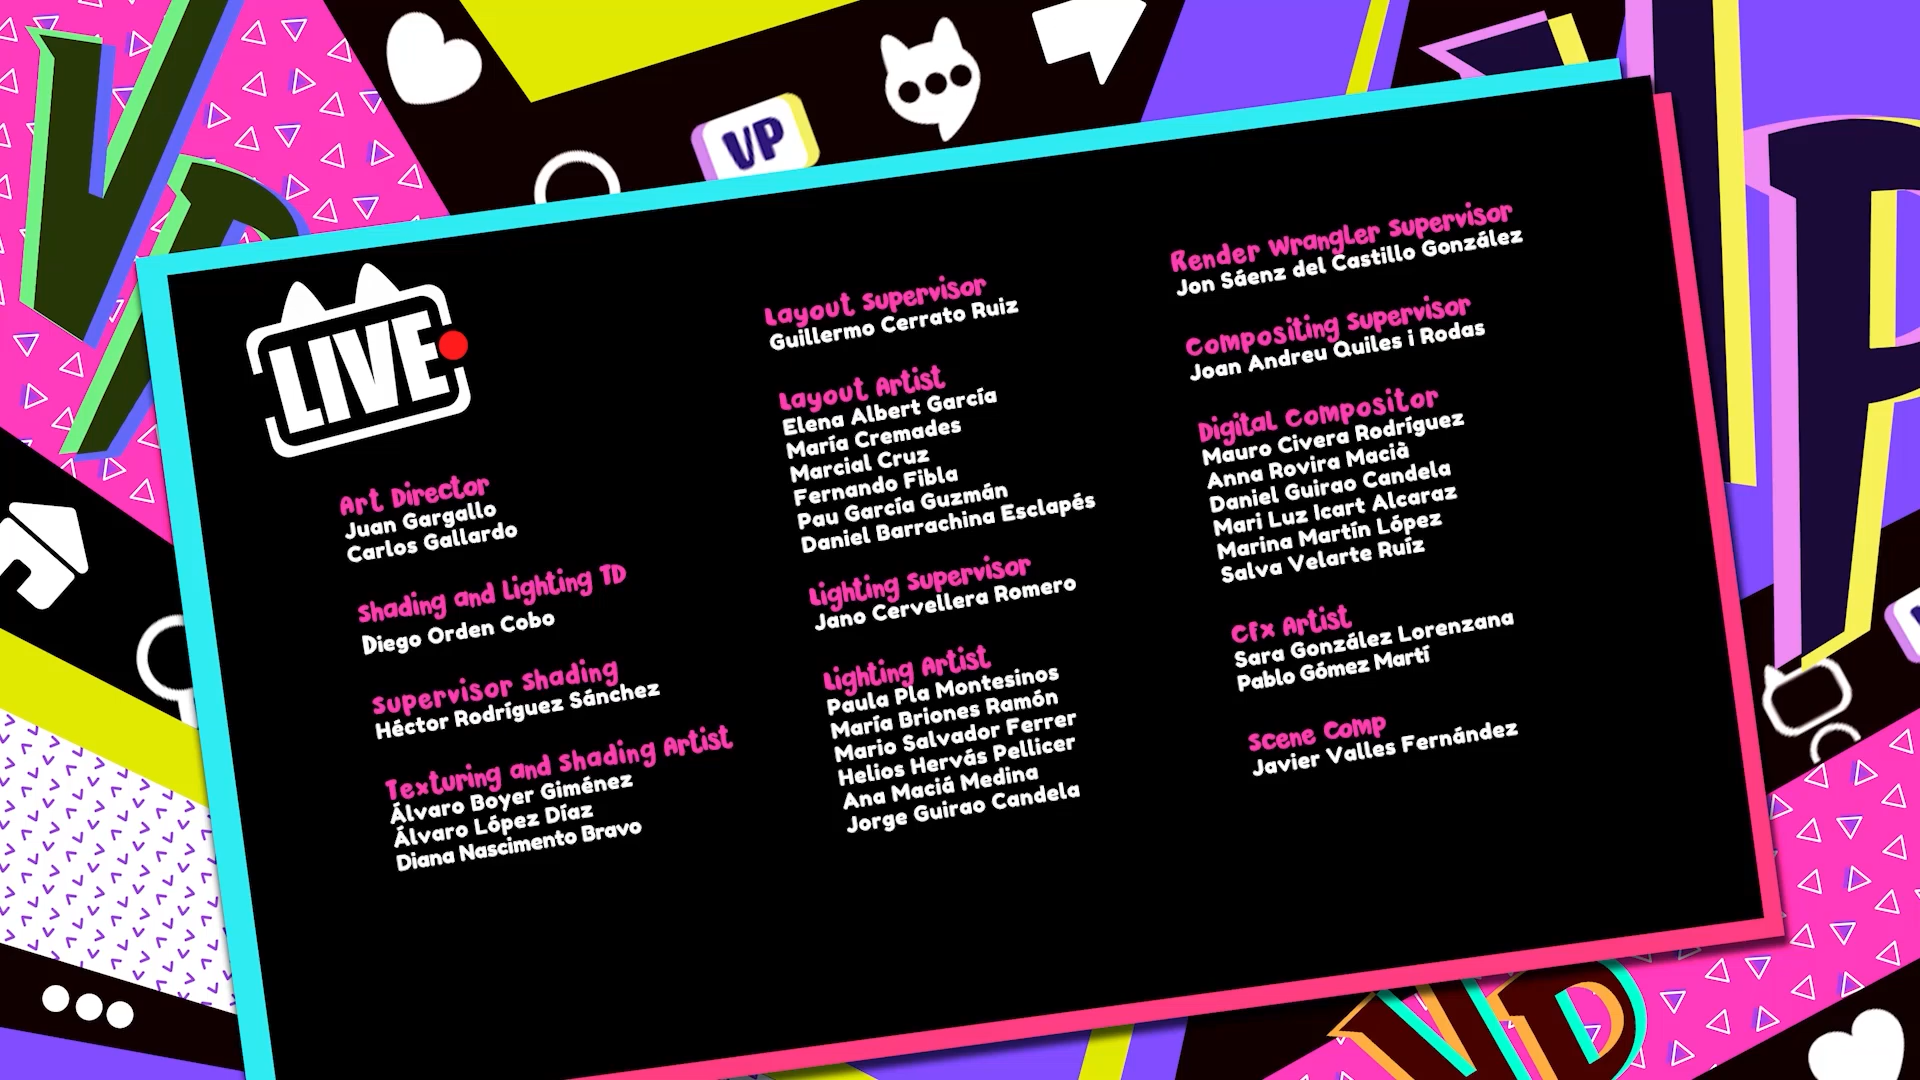 VP
VP
VP
LIVE
Art Director
Juan Gargallo
Carlos Gallardo
Shading and Lighting TD
Diego Orden Cobo
Supervisor Shading
Héctor Rodríguez Sánchez
Texturing and Shading Artist
Álvaro Boyer Giménez
Álvaro López Díaz
Diana Nascimento Bravo
Layout Supervisor
Guillermo Cerrato Ruiz
Layout Artist
Elena Albert García
María Cremades
Marcial Cruz
Fernando Fibla
Pau García Guzmán
Daniel Barrachina Esclapés
Lighting Supervisor
Jano Cervellera Romero
Lighting Artist
Paula Pla Montesinos
María Briones Ramón
Mario Salvador Ferrer
Helios Hervás Pellicer
Ana Maciá Medina
Jorge Guirao Candela
Render Wrangler Supervisor
Jon Sáenz del Castillo González
Compositing Supervisor
Joan Andreu Quiles i Rodas
Digital Compositor
Mauro Civera Rodríguez
Anna Rovira Macià
Daniel Guirao Candela
Mari Luz Icart Alcaraz
Marina Martín López
Salva Velarte Ruíz
Cfx Artist
Sara González Lorenzana
Pablo Gómez Martí
Scene Comp
Javier Valles Fernández
VP